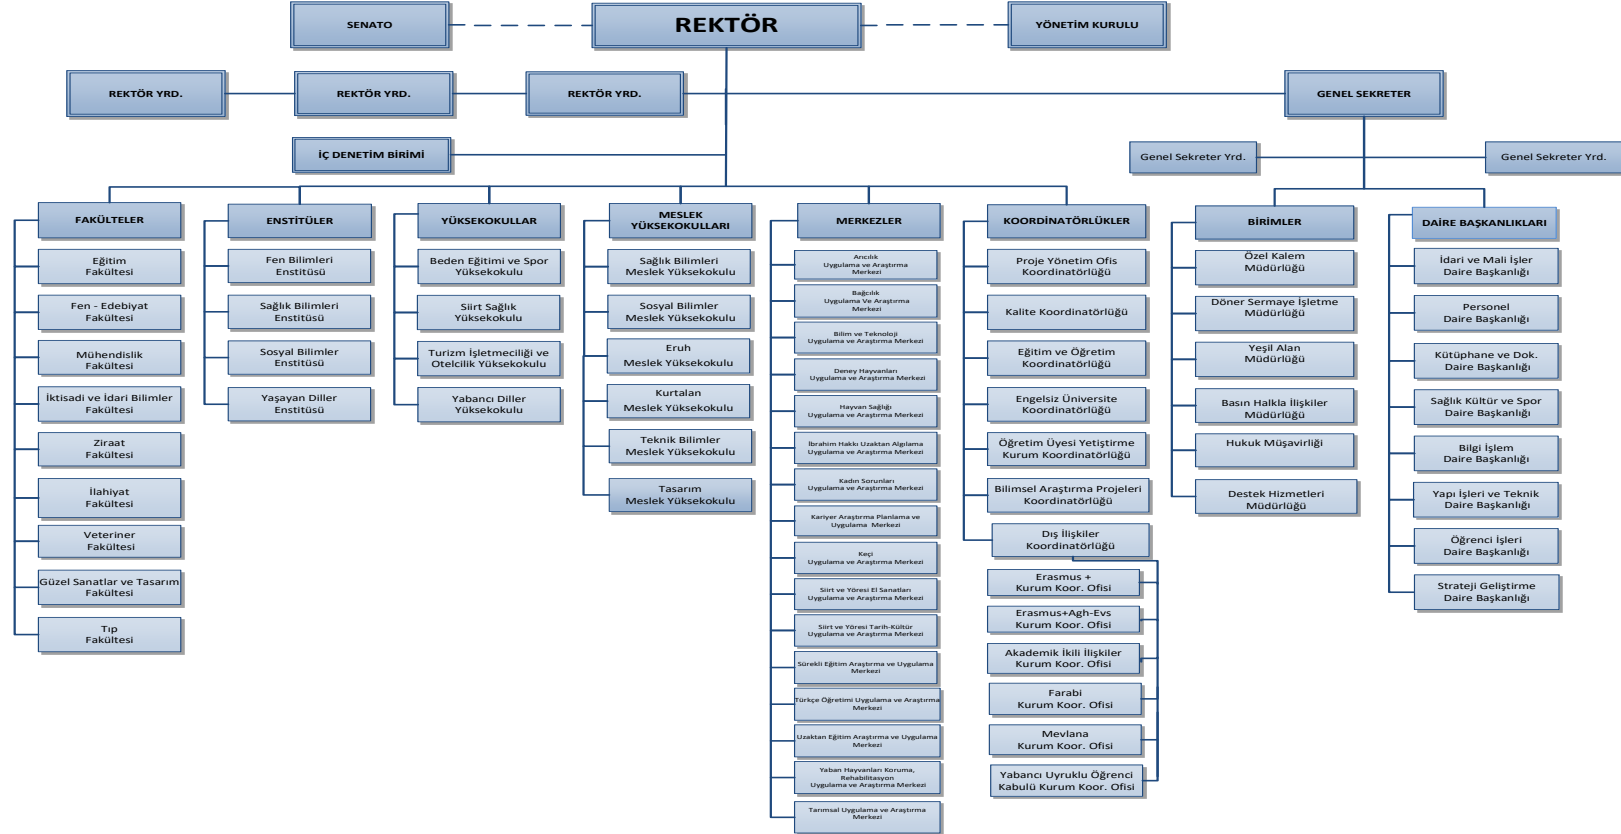 SENATO
REKTÖR
YÖNETİM KURULU
REKTÖR YRD.
REKTÖR YRD.
REKTÖR YRD.
GENEL SEKRETER
İÇ DENETİM BİRİMİ
Genel Sekreter Yrd.
Genel Sekreter Yrd.
FAKÜLTELER
Eğitim
Fakültesi
Fen - Edebiyat
Fakültesi
Mühendislik
Fakültesi
İktisadi ve İdari Bilimler
Fakültesi
Ziraat
Fakültesi
İlahiyat
Fakültesi
Veteriner
Fakültesi
Güzel Sanatlar ve Tasarım
Fakültesi
Tıp
Fakültesi
ENSTİTÜLER
Fen Bilimleri
Enstitüsü
Sağlık Bilimleri
Enstitüsü
Sosyal Bilimler
Enstitüsü
Yaşayan Diller
Enstitüsü
YÜKSEKOKULLAR
Beden Eğitimi ve Spor
Yüksekokulu
Siirt Sağlık
Yüksekokulu
Turizm İşletmeciliği ve
Otelcilik Yüksekokulu
Yabancı Diller
Yüksekokulu
MESLEK
YÜKSEKOKULLARI
Sağlık Bilimleri
Meslek Yüksekokulu
Sosyal Bilimler
Meslek Yüksekokulu
Eruh
Meslek Yüksekokulu
Kurtalan
Meslek Yüksekokulu
Teknik Bilimler
Meslek Yüksekokulu
Tasarım
Meslek Yüksekokulu
MERKEZLER
Arıcılık
Uygulama ve Araştırma
Merkezi
Bağcılık
Uygulama Ve Araştırma
Merkezi
Bilim ve Teknoloji
Uygulama ve Araştırma Merkezi
Deney Hayvanları
Uygulama ve Araştırma Merkezi
Hayvan Sağlığı
Uygulama ve Araştırma Merkezi
İbrahim Hakkı Uzaktan Algılama
Uygulama ve Araştırma Merkezi
Kadın Sorunları
Uygulama ve Araştırma Merkezi
Kariyer Araştırma Planlama ve
Uygulama Merkezi
Keçi
Uygulama ve Araştırma Merkezi
Siirt ve Yöresi El Sanatları
Uygulama ve Araştırma Merkezi
Siirt ve Yöresi Tarih-Kültür
Uygulama ve Araştırma Merkezi
Sürekli Eğitim Araştırma ve Uygulama
Merkezi
Türkçe Öğretimi Uygulama ve Araştırma
Merkezi
Uzaktan Eğitim Araştırma ve Uygulama
Merkezi
Yaban Hayvanları Koruma,
Rehabilitasyon
Uygulama ve Araştırma Merkezi
Tarımsal Uygulama ve Araştırma
Merkezi
KOORDİNATÖRLÜKLER
Proje Yönetim Ofis
Koordinatörlüğü
Kalite Koordinatörlüğü
Eğitim ve Öğretim
Koordinatörlüğü
Engelsiz Üniversite
Koordinatörlüğü
Öğretim Üyesi Yetiştirme
Kurum Koordinatörlüğü
Bilimsel Araştırma Projeleri
Koordinatörlüğü
Dış İlişkiler
Koordinatörlüğü
Erasmus +
Kurum Koor. Ofisi
Erasmus+Agh-Evs
Kurum Koor. Ofisi
Akademik İkili İlişkiler
Kurum Koor. Ofisi
Farabi
Kurum Koor. Ofisi
Mevlana
Kurum Koor. Ofisi
Yabancı Uyruklu Öğrenci
Kabulü Kurum Koor. Ofisi
BİRİMLER
Özel Kalem
Müdürlüğü
Döner Sermaye İşletme
Müdürlüğü
Yeşil Alan
Müdürlüğü
Basın Halkla İlişkiler
Müdürlüğü
Hukuk Müşavirliği
Destek Hizmetleri
Müdürlüğü
DAİRE BAŞKANLIKLARI
İdari ve Mali İşler
Daire Başkanlığı
Personel
Daire Başkanlığı
Kütüphane ve Dok.
Daire Başkanlığı
Sağlık Kültür ve Spor
Daire Başkanlığı
Bilgi İşlem
Daire Başkanlığı
Yapı İşleri ve Teknik
Daire Başkanlığı
Öğrenci İşleri
Daire Başkanlığı
Strateji Geliştirme
Daire Başkanlığı